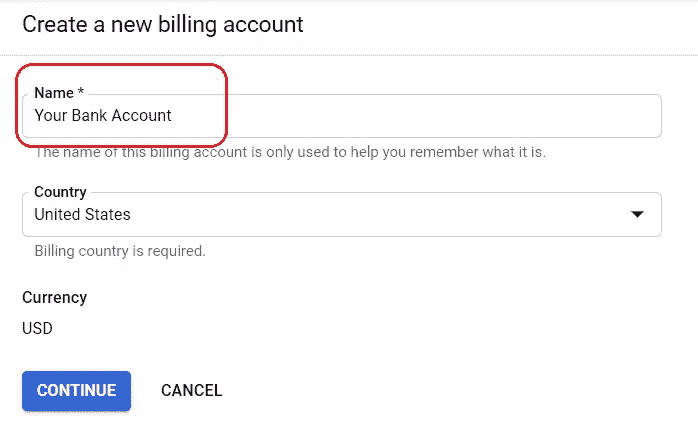 Create a new billing account
Name *
Your Bank Account
The name of this billing account is only used to help you remember what it is.
Country
United States
Billing country is required.
Currency
USD
CONTINUE CANCEL